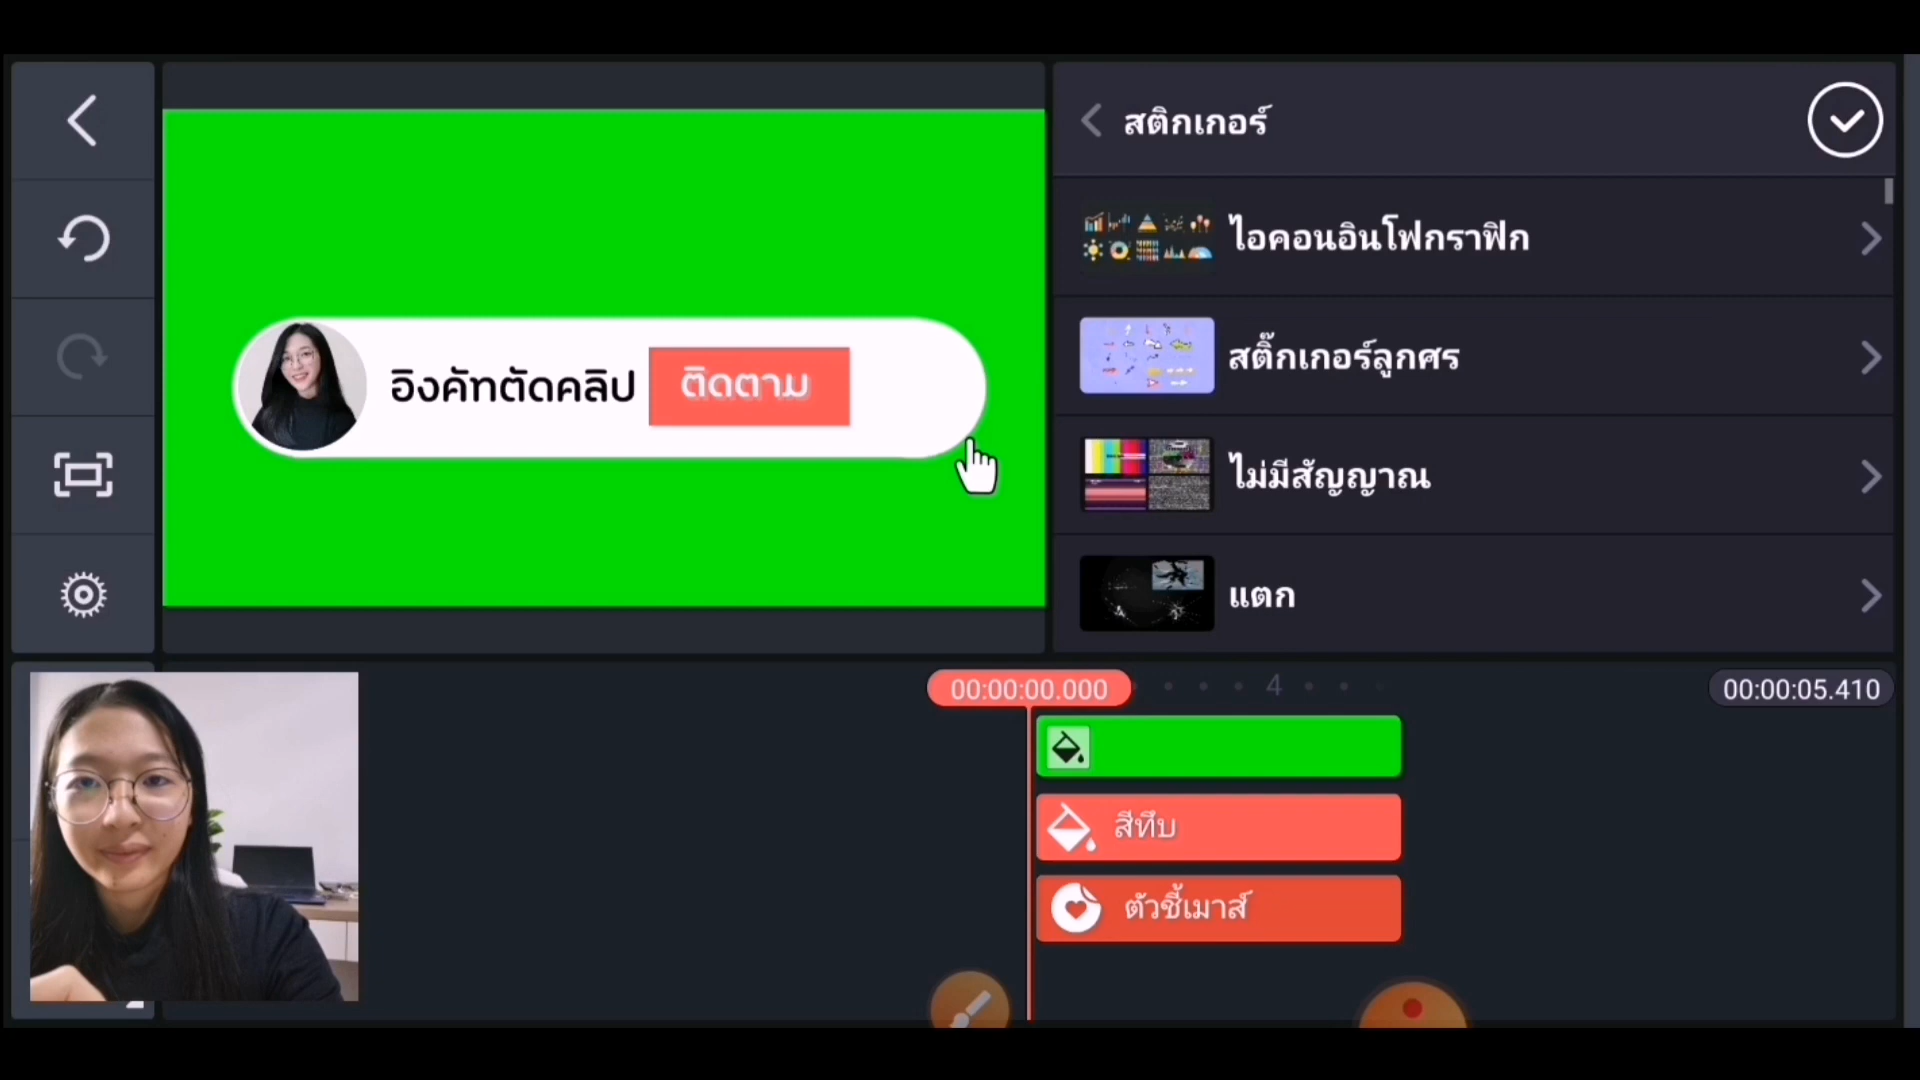 สติกเกอร์
ไอคอนอินโฟกราฟิก
อิงคัทตัดคลิป ติดตาม
สติ๊กเกอร์ลูกศร
ไม่มีสัญญาณ
แตก
00:00:00.000 4 00:00:05.410
สีทึบ
ตัวชี้เมาส์